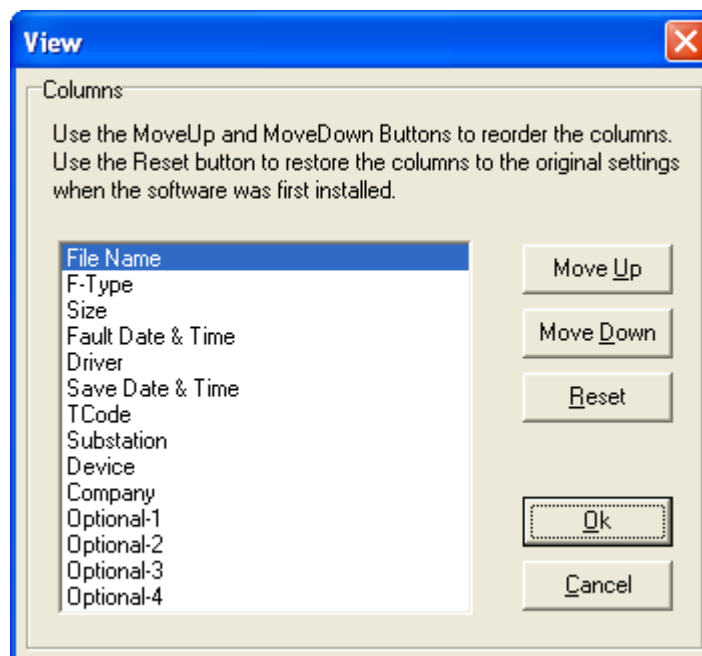 View
Columns
Use the MoveUp and MoveDown Buttons to reorder the columns.
Use the Reset button to restore the columns to the original settings
when the software was first installed.
File Name
F-Type
Size
Fault Date & Time
Driver
Save Date & Time
TCode
Substation
Device
Company
Optional-1
Optional-2
Optional-3
Optional-4
Move Up
Move Down
Reset
Ok
Cancel